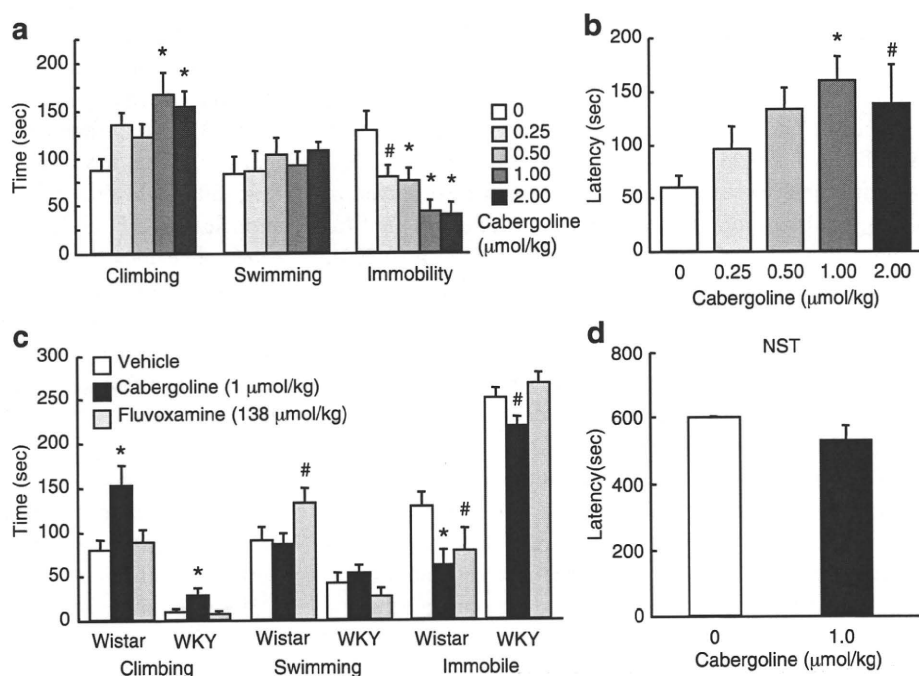 a
Time (sec)
200
150
100
50
0
*
*
#
*
*
*
0
0.25
0.50
1.00
2.00
Cabergoline
(μmol/kg)
Climbing Swimming Immobility
b
Latency (sec)
200
150
100
50
0
*
#
0 0.25 0.50 1.00 2.00
Cabergoline (μmol/kg)
c
Time (sec)
300
250
200
150
100
50
0
Vehicle
Cabergoline (1 μmol/kg)
Fluvoxamine (138 μmol/kg)
*
*
#
*
#
#
Wistar WKY Wistar WKY Wistar WKY
Climbing Swimming Immobile
d
NST
Latency(sec)
800
600
400
600
0
0 1.0
Cabergoline (μmol/kg)